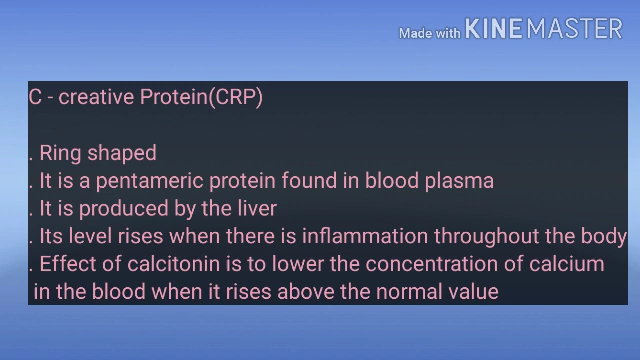 Made with KINEMASTER
C - creative Protein(CRP)
. Ring shaped
. It is a pentameric protein found in blood plasma
. It is produced by the liver
. Its level rises when there is inflammation throughout the body
. Effect of calcitonin is to lower the concentration of calcium
in the blood when it rises above the normal value